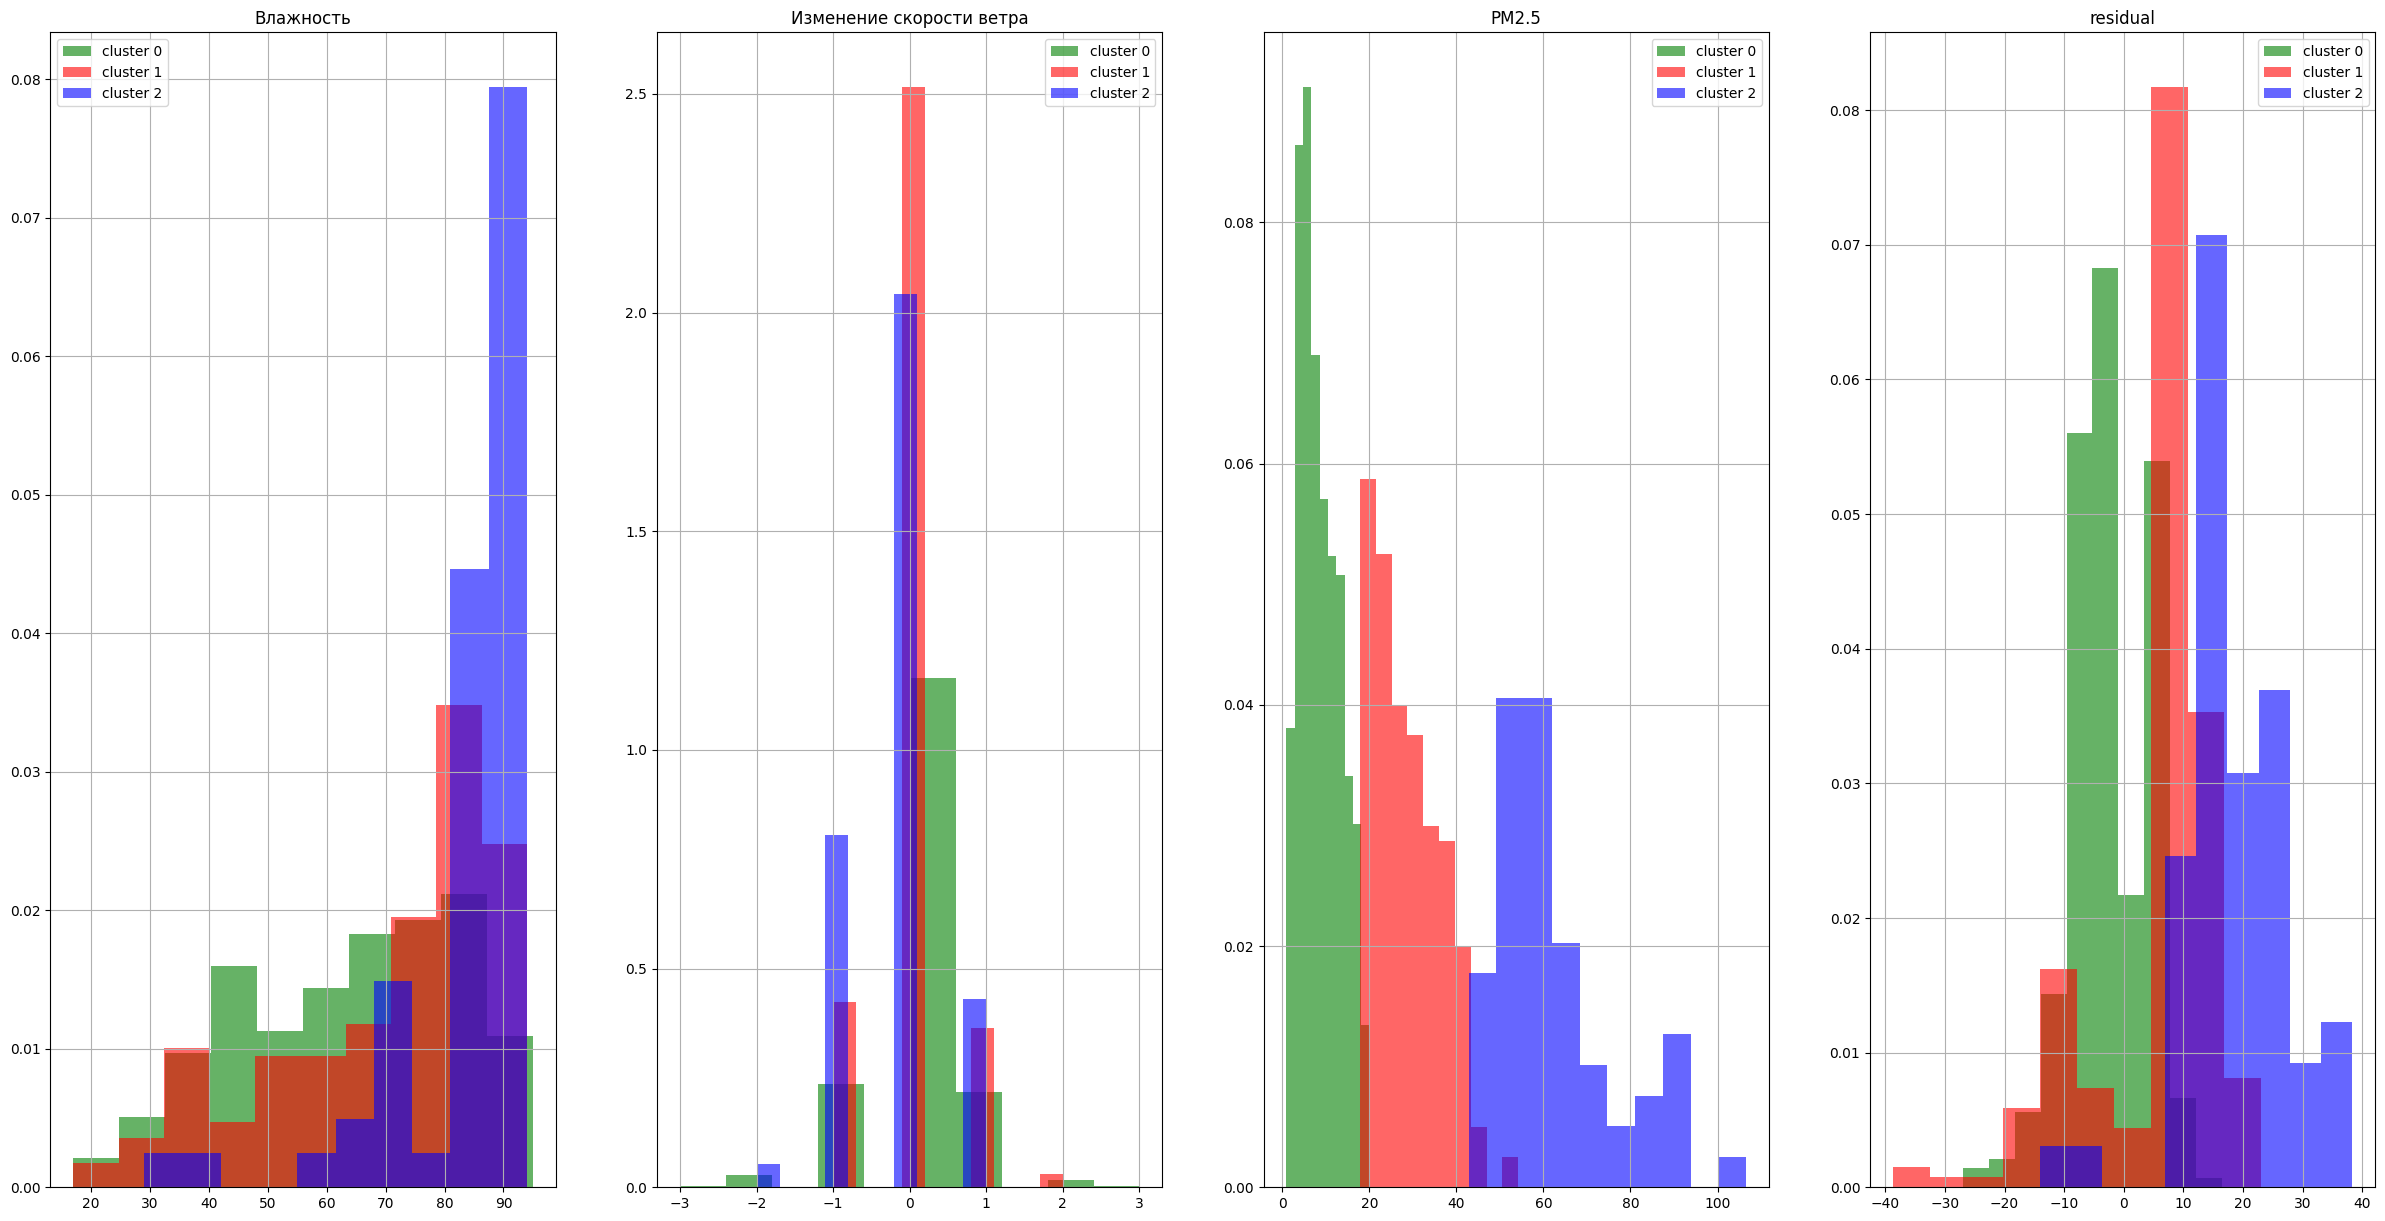 Влажность
cluster 0
cluster 1
cluster 2
0.08
0.07
0.06
0.05
0.04
0.03
0.02
0.01
0.00
20 30 40 50 60 70 80 90
Изменение скорости ветра
cluster 0
cluster 1
cluster 2
2.5
2.0
1.5
1.0
0.5
0.0
−3 −2 −1 0 1 2 3
PM2.5
cluster 0
cluster 1
cluster 2
0.08
0.06
0.04
0.02
0.00
0 20 40 60 80 100
residual
cluster 0
cluster 1
cluster 2
0.08
0.07
0.06
0.05
0.04
0.03
0.02
0.01
0.00
−40 −30 −20 −10 0 10 20 30 40